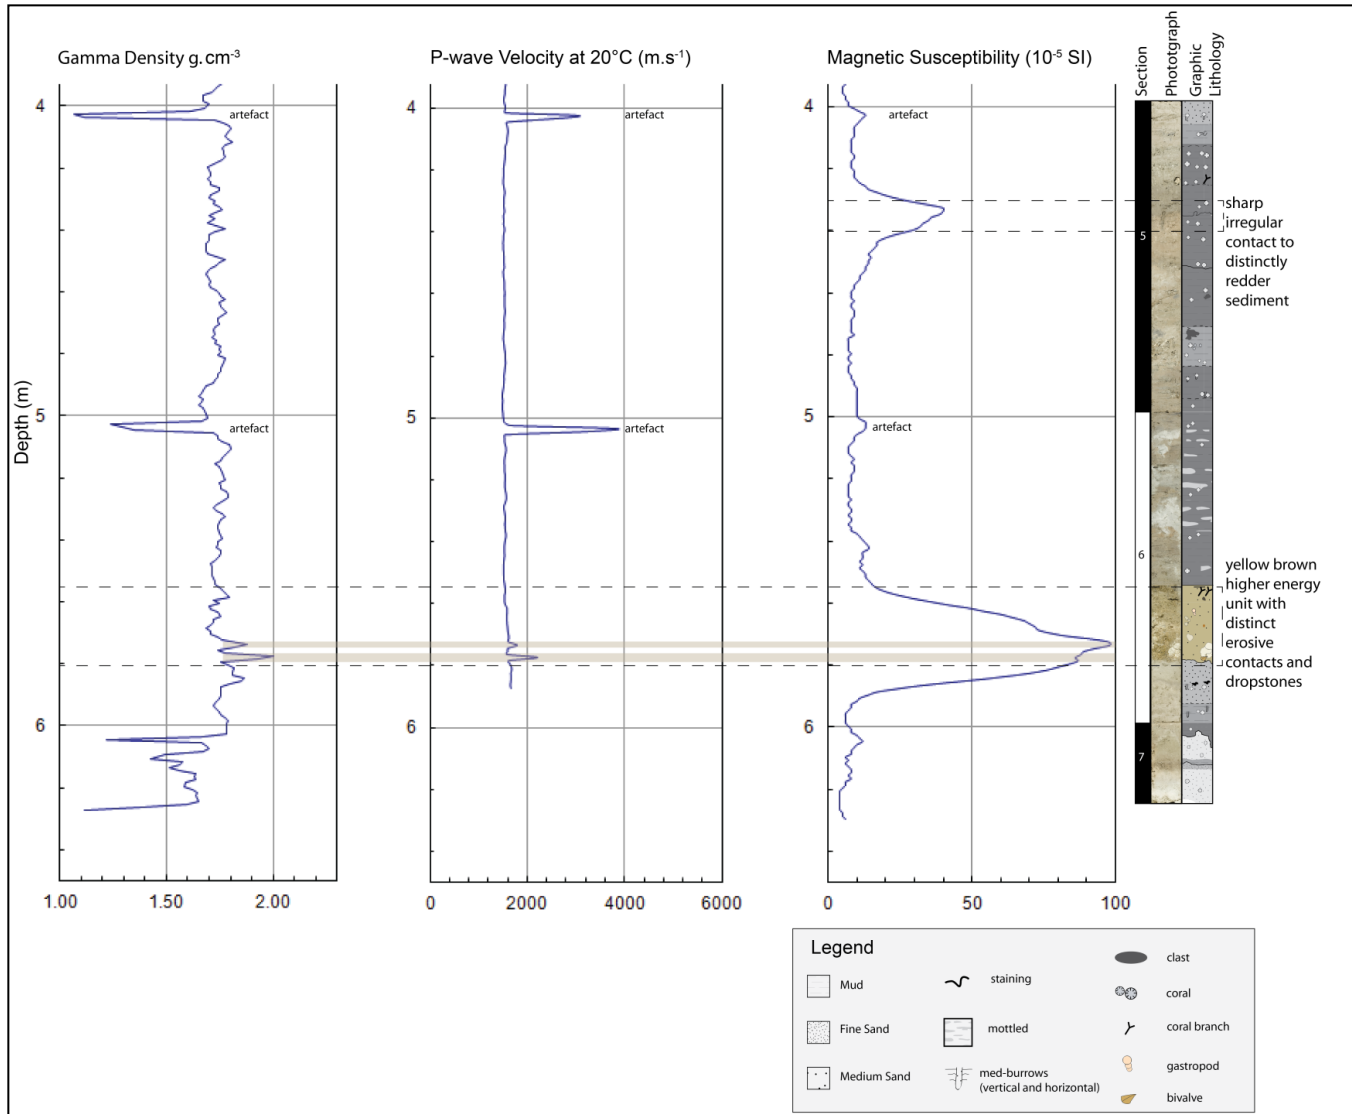 Gamma Density g.cm-3
P-wave Velocity at 20°C (m.s-1)
Magnetic Susceptibility (10-5 SI)
Section
Phototgraph
Graphic
Lithology
Depth (m)
4
artefact
5
artefact
6
1.00
1.50
2.00
4
artefact
5
artefact
6
0
2000
4000
6000
4
artefact
5
artefact
6
0
50
100
5
6
7
sharp
irregular
contact to
distinctly
redder
sediment
yellow brown
higher energy
unit with
distinct
erosive
contacts and
dropstones
Legend
Mud
Fine Sand
Medium Sand
staining
mottled
med-burrows
(vertical and horizontal)
clast
coral
coral branch
gastropod
bivalve